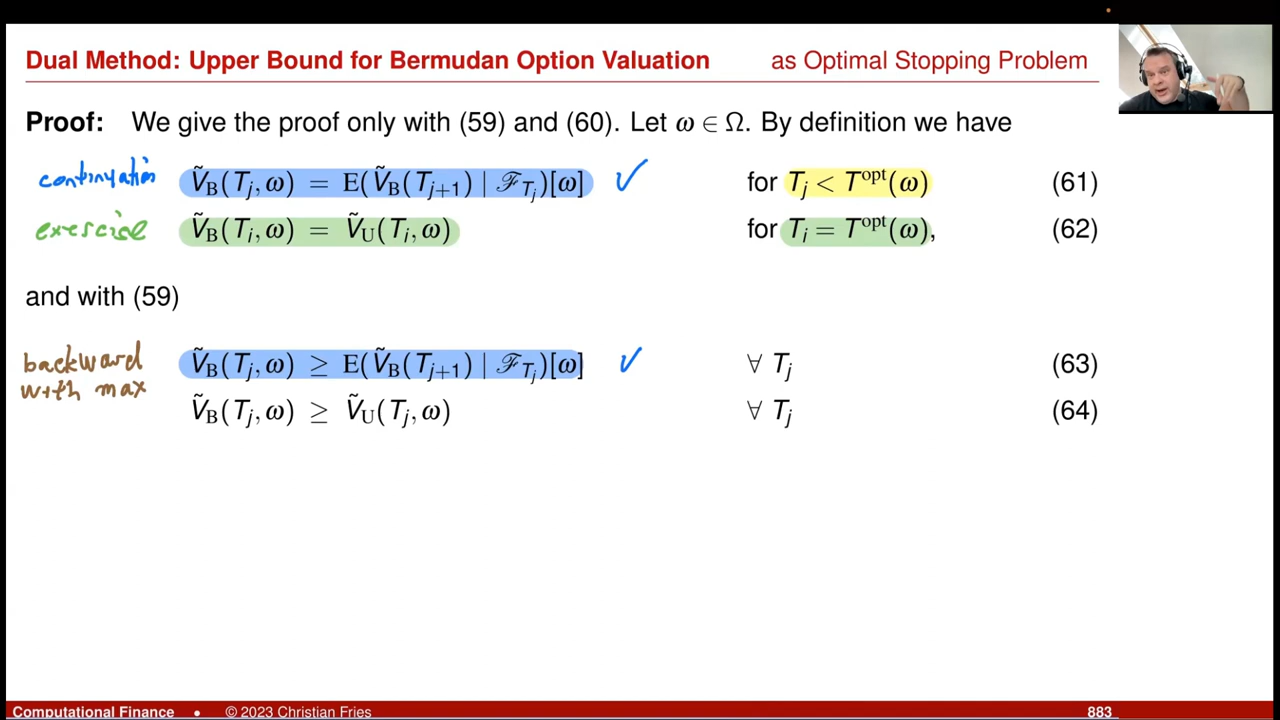 Dual Method: Upper Bound for Bermudan Option Valuation as Optimal Stopping Problem
Proof: We give the proof only with (59) and (60). Let ω ∈ Ω. By definition we have
continuation Ṽ_B(T_j, ω) = E(Ṽ_B(T_{j+1}) | ℱ_{T_j})[ω] ✓ for T_j < T^opt(ω) (61)
exercise Ṽ_B(T_i, ω) = Ṽ_U(T_i, ω) for T_i = T^opt(ω), (62)
and with (59)
backward with max Ṽ_B(T_j, ω) ≥ E(Ṽ_B(T_{j+1}) | ℱ_{T_j})[ω] ✓ ∀ T_j (63)
Ṽ_B(T_j, ω) ≥ Ṽ_U(T_j, ω) ∀ T_j (64)
Computational Finance • © 2023 Christian Fries 883